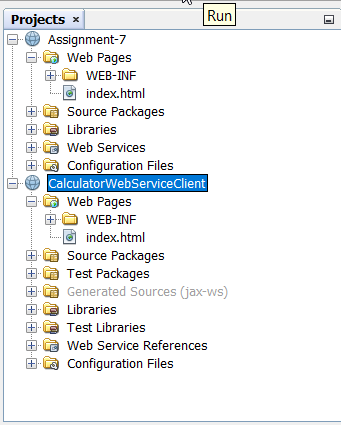 Run
Projects ×
Assignment-7
Web Pages
WEB-INF
index.html
Source Packages
Libraries
Web Services
Configuration Files
CalculatorWebServiceClient
Web Pages
WEB-INF
index.html
Source Packages
Test Packages
Generated Sources (jax-ws)
Libraries
Test Libraries
Web Service References
Configuration Files